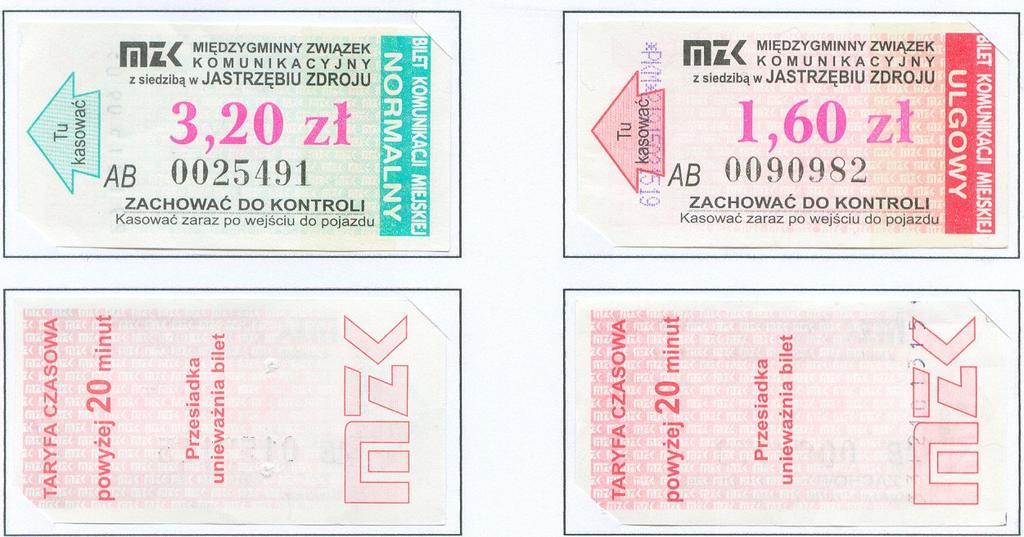 MZK MIĘDZYGMINNY ZWIĄZEK
KOMUNIKACYJNY
z siedzibą w JASTRZĘBIU ZDROJU
Tu
kasować
3,20 zł
AB 0025491
ZACHOWAĆ DO KONTROLI
Kasować zaraz po wejściu do pojazdu
NORMALNY
BILET KOMUNIKACJI MIEJSKIEJ
MZK MIĘDZYGMINNY ZWIĄZEK
KOMUNIKACYJNY
z siedzibą w JASTRZĘBIU ZDROJU
Tu
kasować
1,60 zł
AB 0090982
ZACHOWAĆ DO KONTROLI
Kasować zaraz po wejściu do pojazdu
ULGOWY
BILET KOMUNIKACJI MIEJSKIEJ
TARYFA CZASOWA
powyżej 20 minut
Przesiadka
unieważnia bilet
MZK
TARYFA CZASOWA
powyżej 20 minut
Przesiadka
unieważnia bilet
MZK